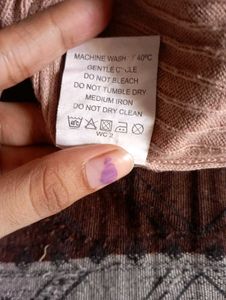 MACHINE WASH 40°C
GENTLE CYCLE
DO NOT BLEACH
DO NOT TUMBLE DRY
MEDIUM IRON
DO NOT DRY CLEAN